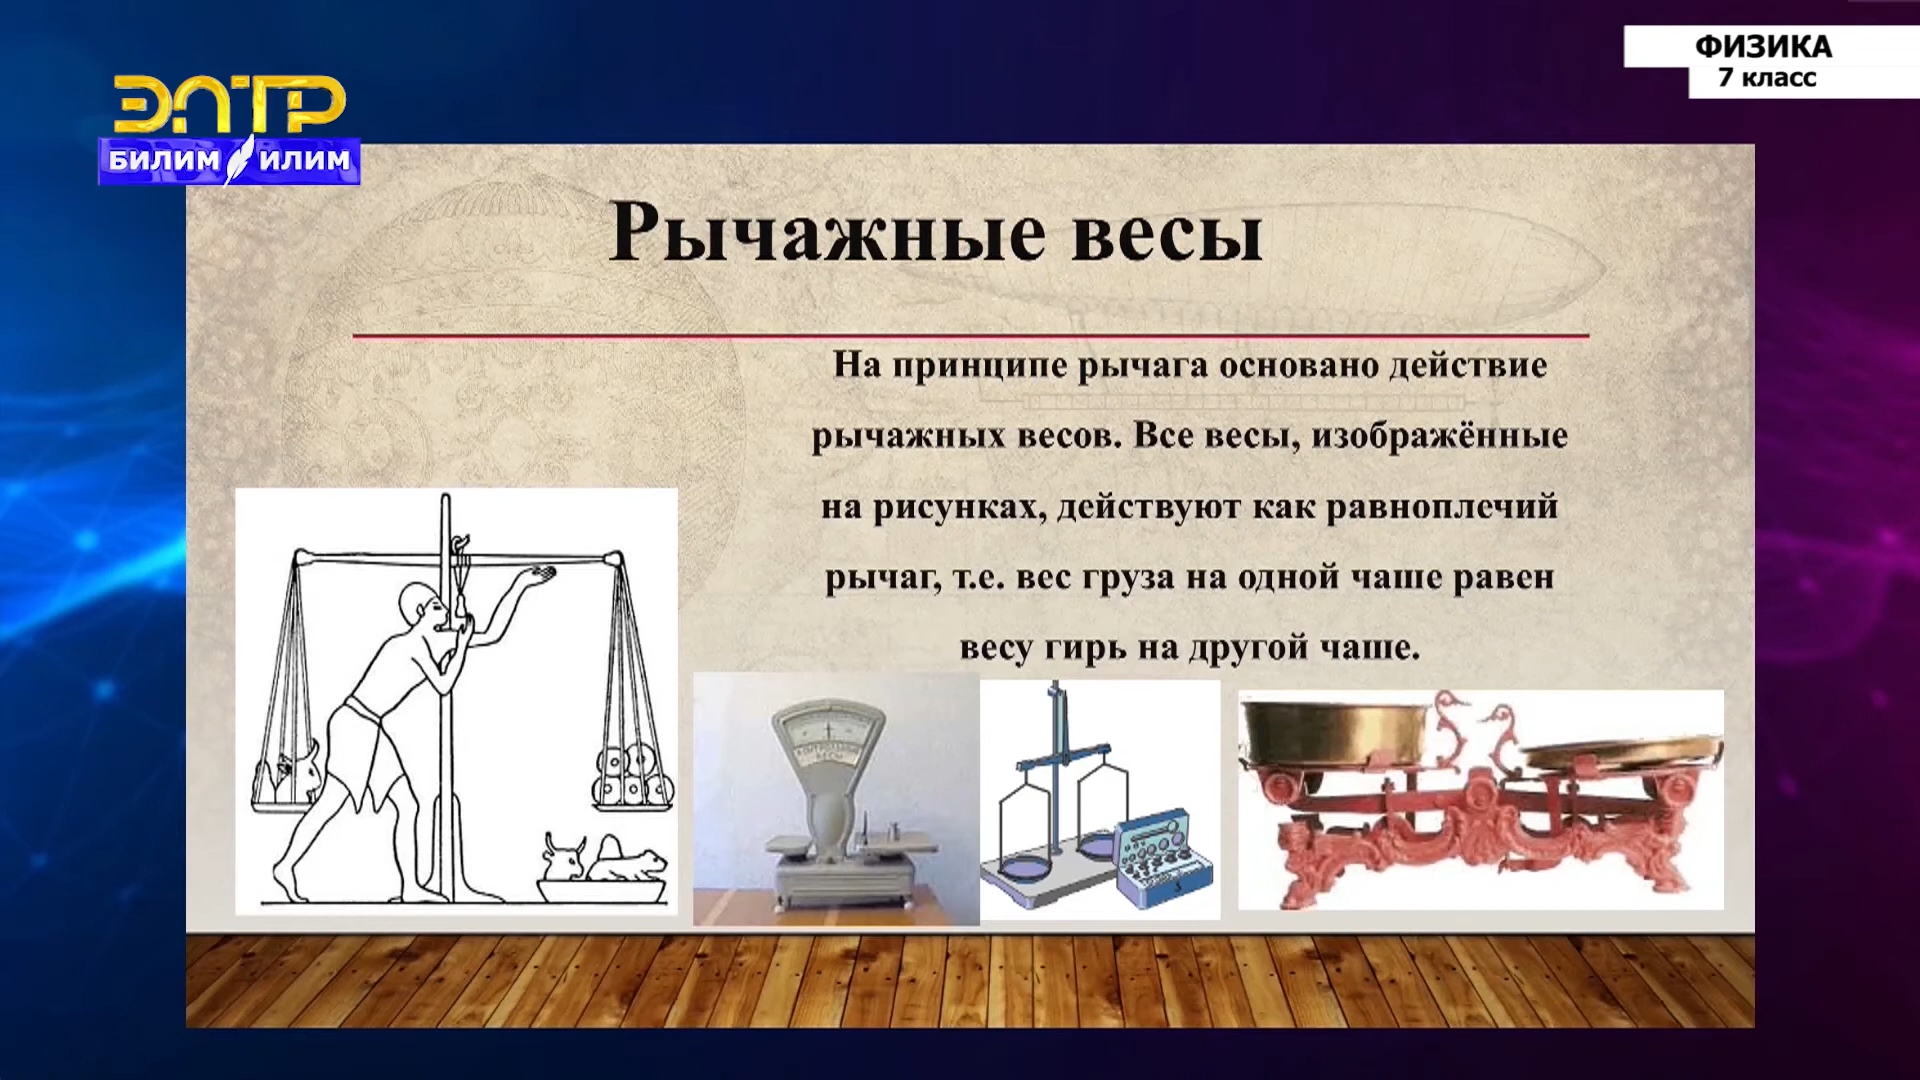 ФИЗИКА
7 класс
ЭЛТР
БИЛИМ ИЛИМ
Рычажные весы
На принципе рычага основано действие
рычажных весов. Все весы, изображённые
на рисунках, действуют как равноплечий
рычаг, т.е. вес груза на одной чаше равен
весу гирь на другой чаше.